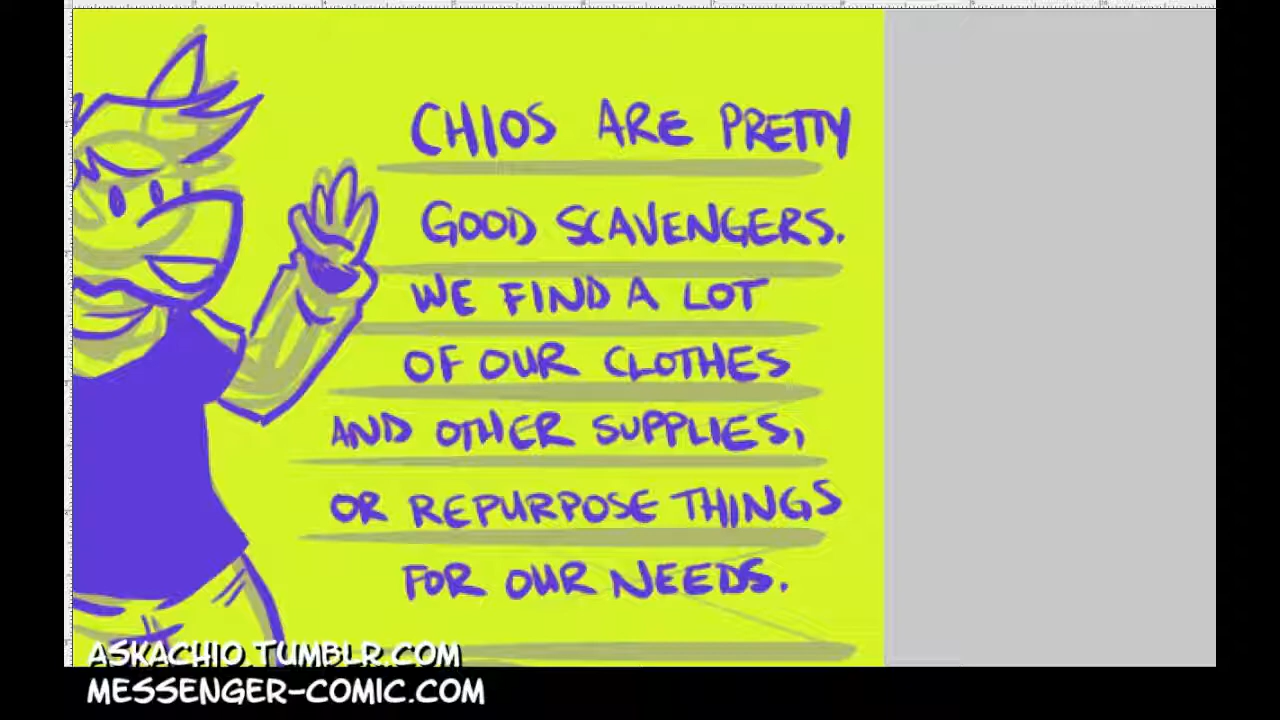 CHIOS ARE PRETTY
GOOD SCAVENGERS.
WE FIND A LOT
OF OUR CLOTHES
AND OTHER SUPPLIES,
OR REPURPOSE THINGS
FOR OUR NEEDS.
ASKACHIO.TUMBLR.COM
MESSENGER-COMIC.COM